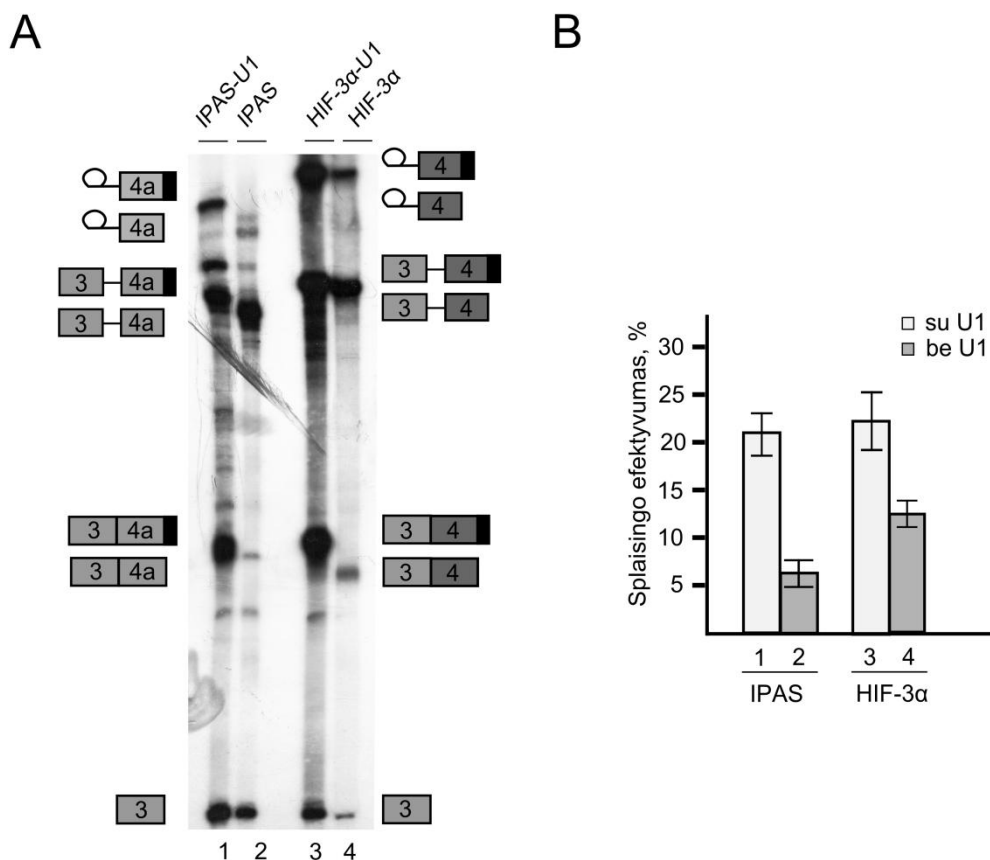 A
B
IPAS-U1
IPAS
HIF-3α-U1
HIF-3α
4a
4
4a
4
3 4a
3 4
3 4a
3 4
3 4a
3 4
3 4a
3 4
3
3
1 2 3 4
Splaisingo efektyvumas, %
30
25
20
15
10
5
su U1
be U1
1 2 3 4
IPAS HIF-3α